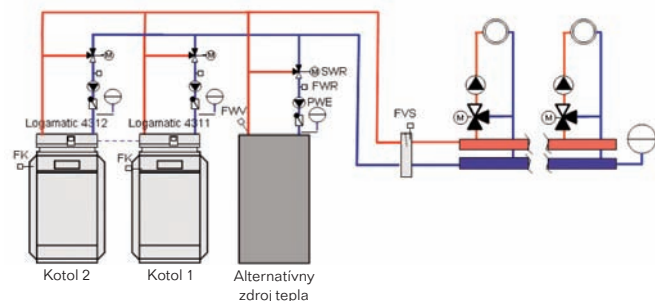 M
M
M SWR
FWR
PWE
FWV
FVS
M
M
Logamatic 4312
Logamatic 4311
FK
FK
Kotol 2
Kotol 1
Alternatívny
zdroj tepla